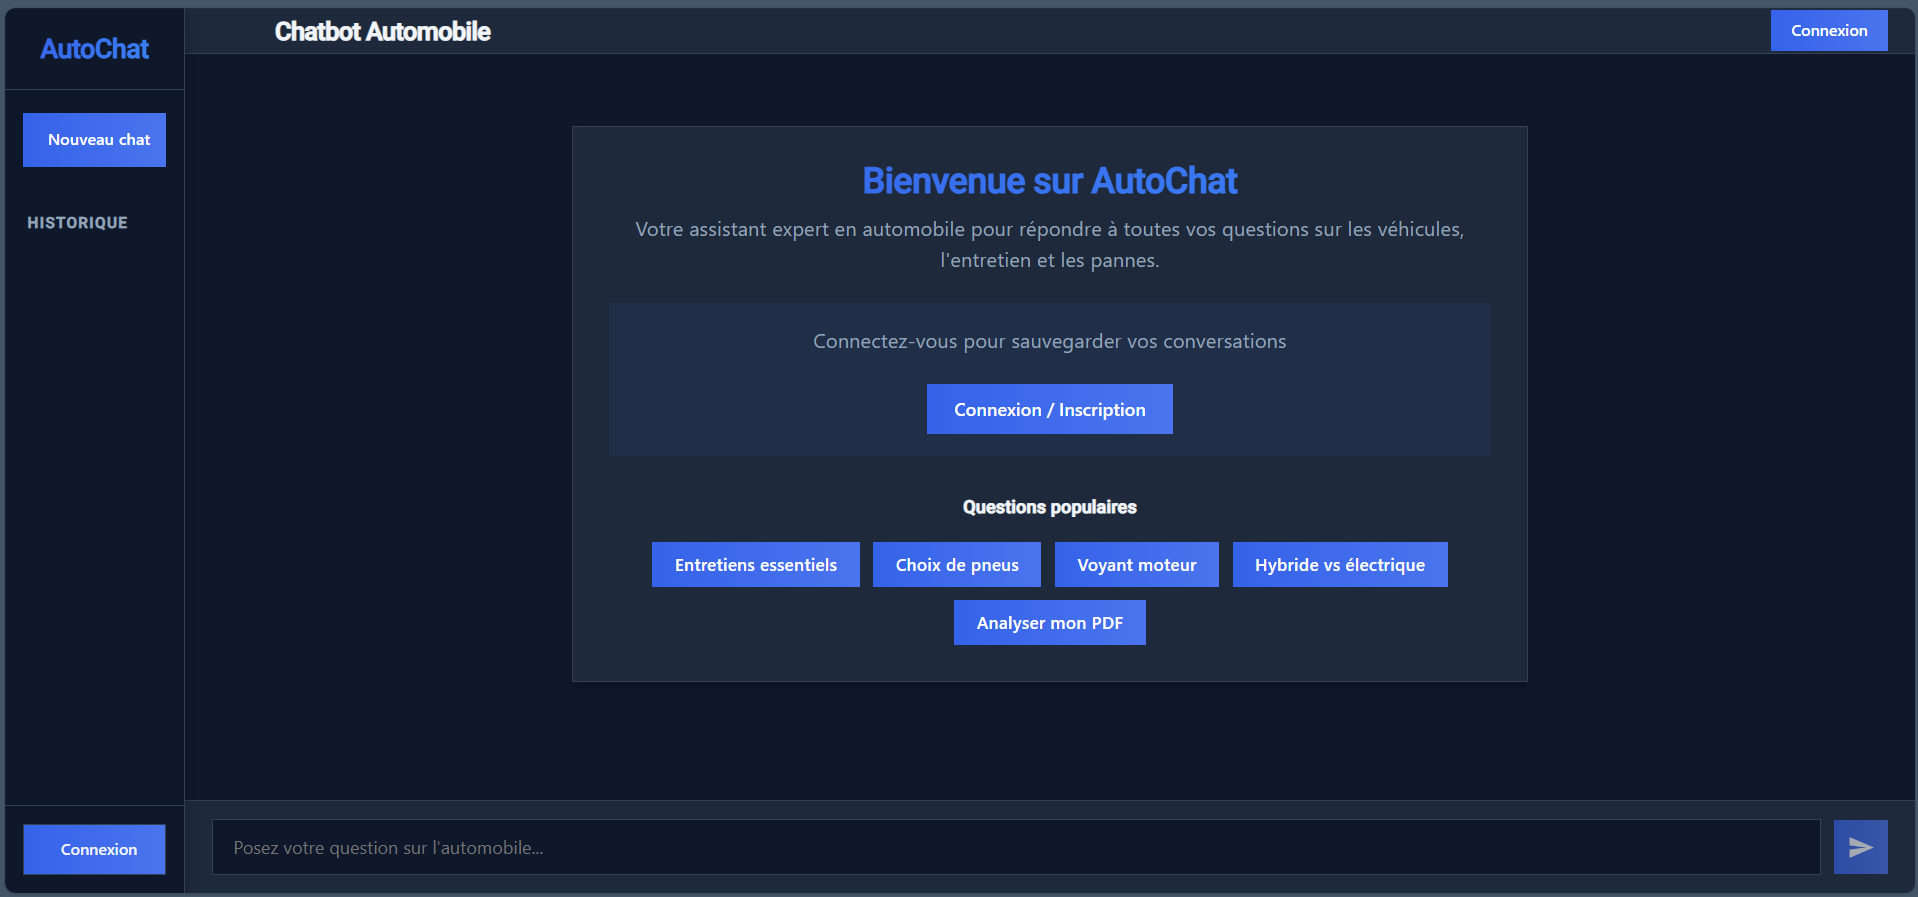 AutoChat
Nouveau chat
HISTORIQUE
Connexion
Chatbot Automobile
Connexion
Bienvenue sur AutoChat
Votre assistant expert en automobile pour répondre à toutes vos questions sur les véhicules,
l'entretien et les pannes.
Connectez-vous pour sauvegarder vos conversations
Connexion / Inscription
Questions populaires
Entretiens essentiels
Choix de pneus
Voyant moteur
Hybride vs électrique
Analyser mon PDF
Posez votre question sur l'automobile...